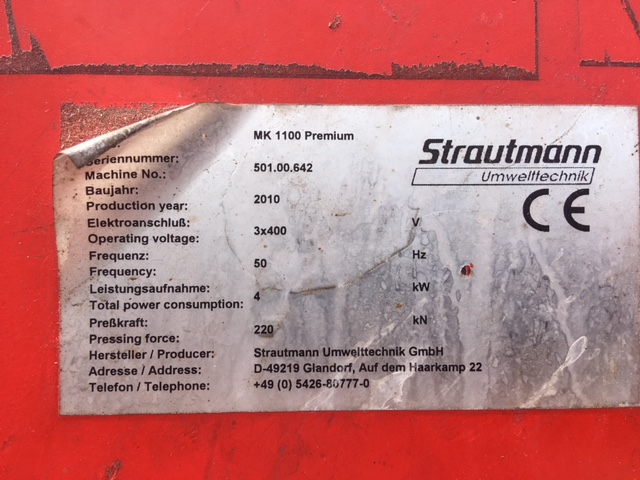 MK 1100 Premium
Seriennummer:
Machine No.: 501.00.642
Baujahr:
Production year: 2010
Elektroanschluß:
Operating voltage: 3x400 V
Frequenz:
Frequency: 50 Hz
Leistungsaufnahme:
Total power consumption: 4 kW
Preßkraft:
Pressing force: 220 kN
Hersteller / Producer: Strautmann Umwelttechnik GmbH
Adresse / Address: D-49219 Glandorf, Auf dem Haarkamp 22
Telefon / Telephone: +49 (0) 5426-80777-0
Strautmann
Umwelttechnik
CE